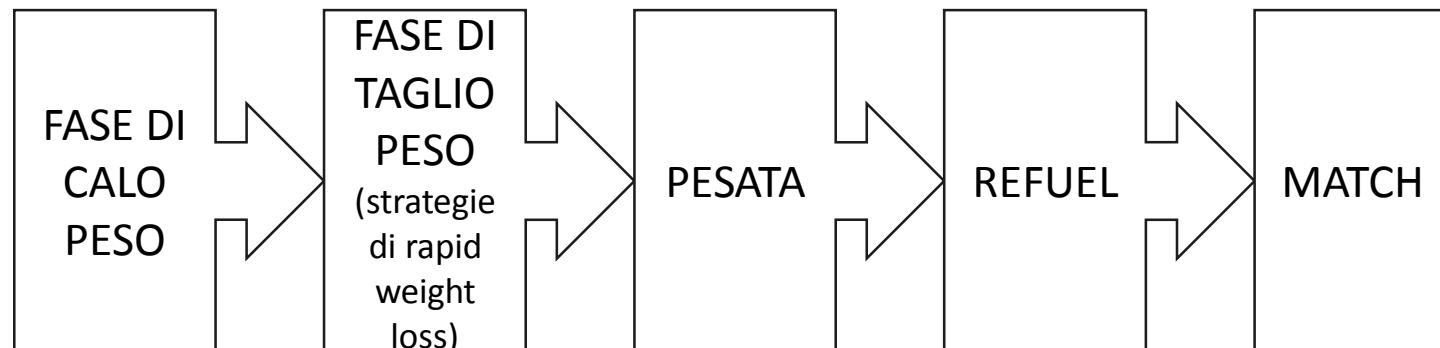 FASE DI
CALO
PESO
FASE DI
TAGLIO
PESO
(strategie
di rapid
weight
loss)
PESATA
REFUEL
MATCH